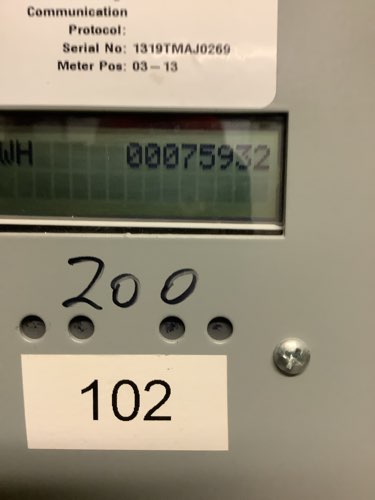 Communication
Protocol:
Serial No: 1319TMAJ0269
Meter Pos: 03-13
WH 00075932
200
102